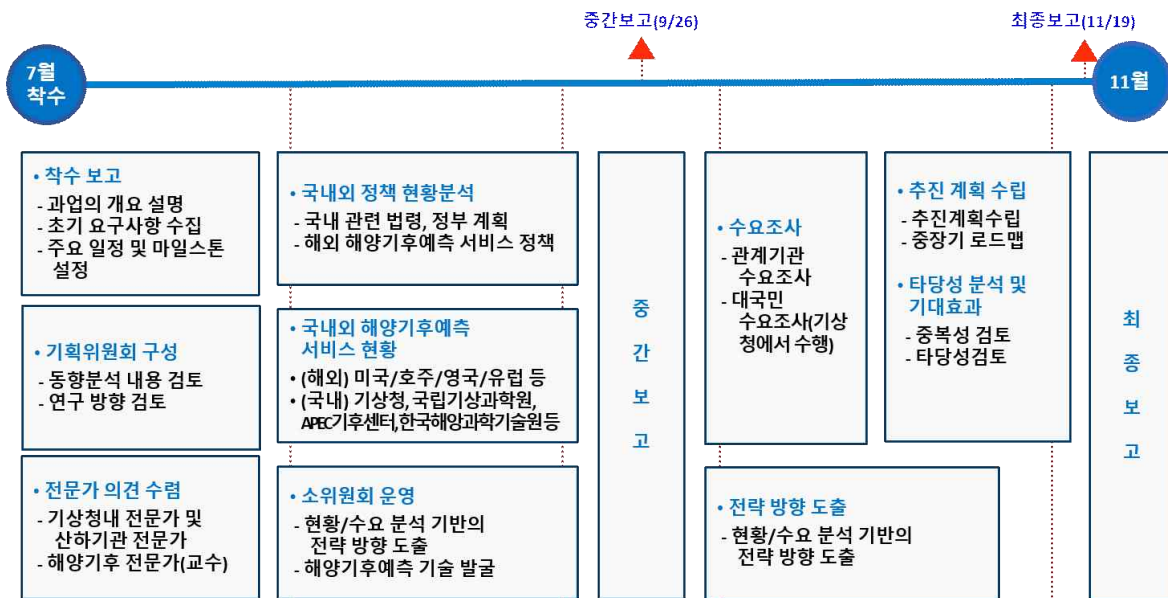 중간보고(9/26)
최종보고(11/19)
7월
착수
11월
• 착수 보고
- 과업의 개요 설명
- 초기 요구사항 수집
- 주요 일정 및 마일스톤
설정
• 기획위원회 구성
- 동향분석 내용 검토
- 연구 방향 검토
• 전문가 의견 수렴
- 기상청내 전문가 및
산하기관 전문가
- 해양기후 전문가(교수)
• 국내외 정책 현황분석
- 국내 관련 법령, 정부 계획
- 해외 해양기후예측 서비스 정책
• 국내외 해양기후예측
서비스 현황
• (해외) 미국/호주/영국/유럽 등
• (국내) 기상청, 국립기상과학원,
APEC기후센터,한국해양과학기술원등
• 소위원회 운영
- 현황/수요 분석 기반의
전략 방향 도출
- 해양기후예측 기술 발굴
중
간
보
고
• 수요조사
- 관계기관
수요조사
- 대국민
수요조사(기상
청에서 수행)
• 추진 계획 수립
- 추진계획수립
- 중장기 로드맵
• 타당성 분석 및
기대효과
- 중복성 검토
- 타당성검토
• 전략 방향 도출
- 현황/수요 분석 기반의
전략 방향 도출
최
종
보
고